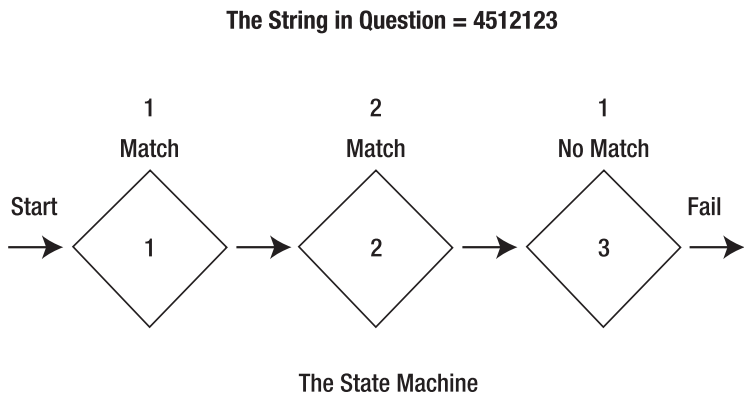 The String in Question = 4512123
1 2 1
Match Match No Match
Start Fail
1 2 3
The State Machine